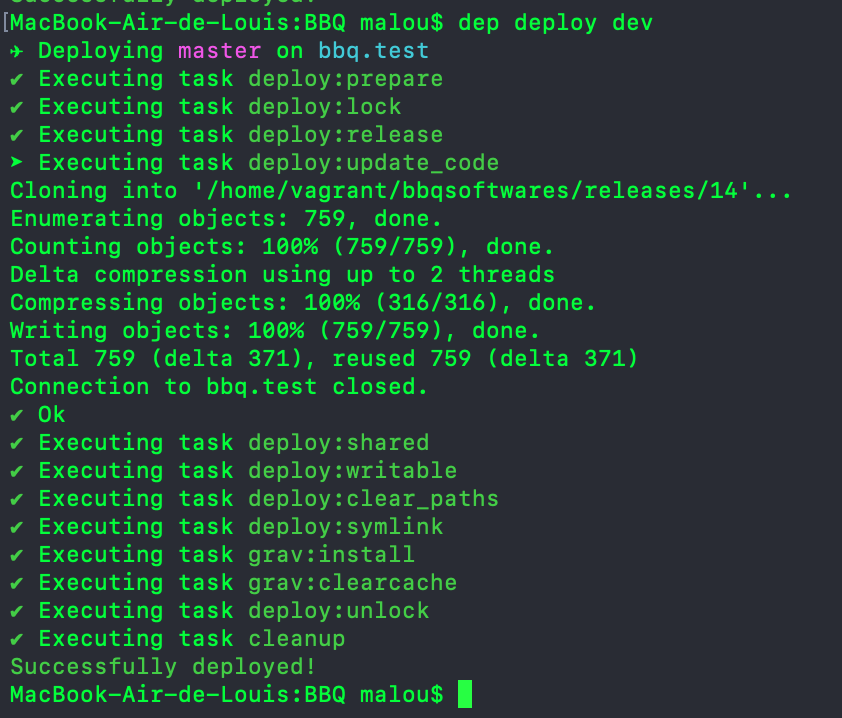 Successfully deployed!
[MacBook-Air-de-Louis:BBQ malou$ dep deploy dev
✈ Deploying master on bbq.test
✔ Executing task deploy:prepare
✔ Executing task deploy:lock
✔ Executing task deploy:release
➤ Executing task deploy:update_code
Cloning into '/home/vagrant/bbqsoftwares/releases/14'...
Enumerating objects: 759, done.
Counting objects: 100% (759/759), done.
Delta compression using up to 2 threads
Compressing objects: 100% (316/316), done.
Writing objects: 100% (759/759), done.
Total 759 (delta 371), reused 759 (delta 371)
Connection to bbq.test closed.
✔ Ok
✔ Executing task deploy:shared
✔ Executing task deploy:writable
✔ Executing task deploy:clear_paths
✔ Executing task deploy:symlink
✔ Executing task grav:install
✔ Executing task grav:clearcache
✔ Executing task deploy:unlock
✔ Executing task cleanup
Successfully deployed!
MacBook-Air-de-Louis:BBQ malou$